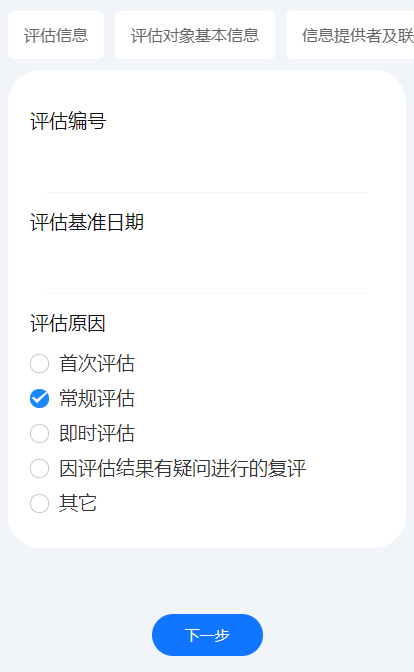 评估信息
评估对象基本信息
信息提供者及联
评估编号
评估基准日期
评估原因
首次评估
常规评估
即时评估
因评估结果有疑问进行的复评
其它
下一步